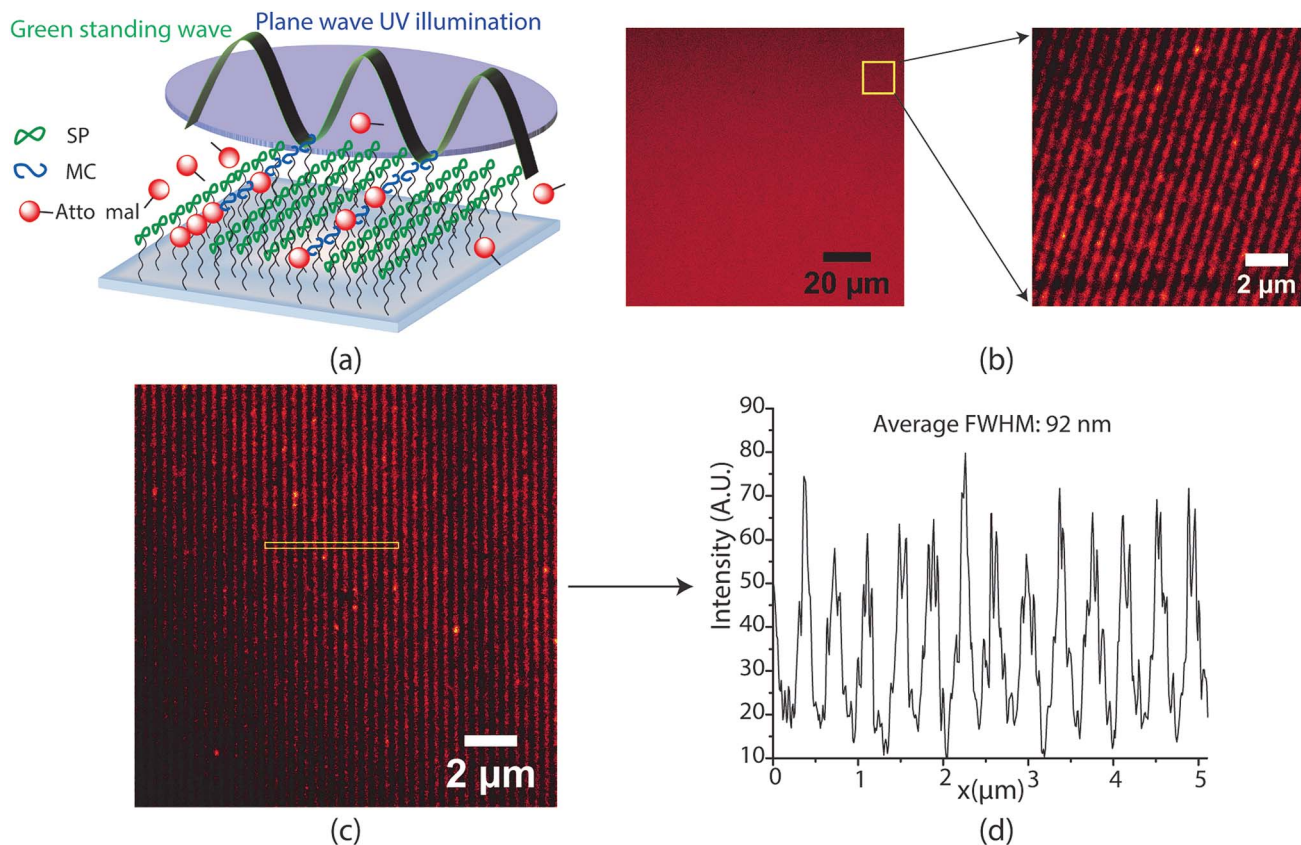 Green standing wave
Plane wave UV illumination
SP
MC
Atto mal
(a)
20 μm
2 μm
(b)
2 μm
(c)
Average FWHM: 92 nm
Intensity (A.U.)
90
80
70
60
50
40
30
20
10
0 1 2 3 4 5
x(μm)
(d)